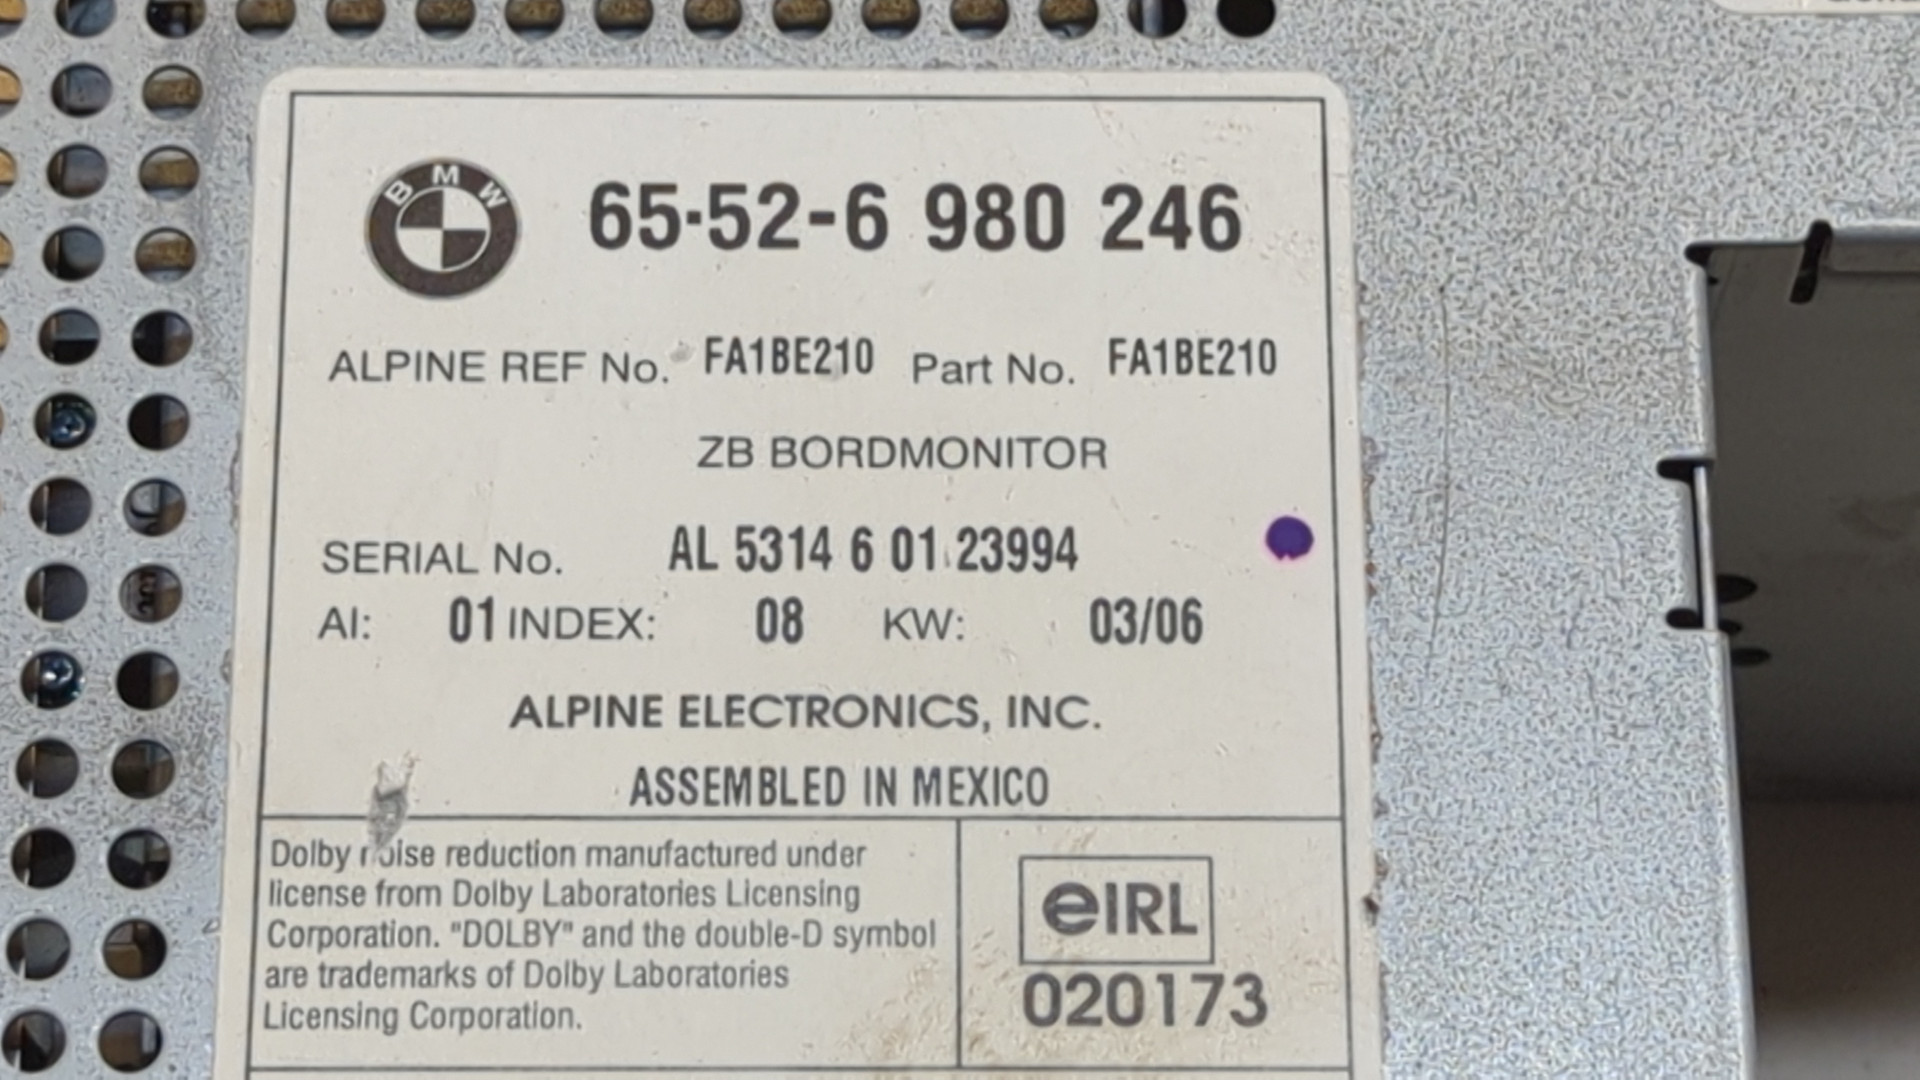 BMW
65-52-6 980 246
ALPINE REF No. FA1BE210 Part No. FA1BE210
ZB BORDMONITOR
SERIAL No. AL 5314 6 01 23994
AI: 01 INDEX: 08 KW: 03/06
ALPINE ELECTRONICS, INC.
ASSEMBLED IN MEXICO
Dolby noise reduction manufactured under
license from Dolby Laboratories Licensing
Corporation. "DOLBY" and the double-D symbol
are trademarks of Dolby Laboratories
Licensing Corporation.
eIRL
020173